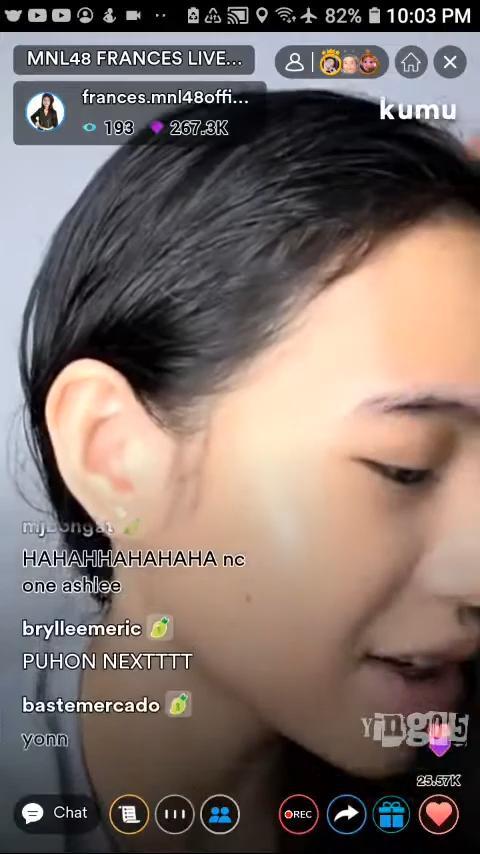 82% 10:03 PM
MNL48 FRANCES LIVE...
frances.mnl48offi...
193 267.3K
kumu
HAHAHHAHAHAHA nc
one ashlee
brylleemeric
PUHON NEXTTTT
bastemercado
yonn
25.57K
Chat
REC